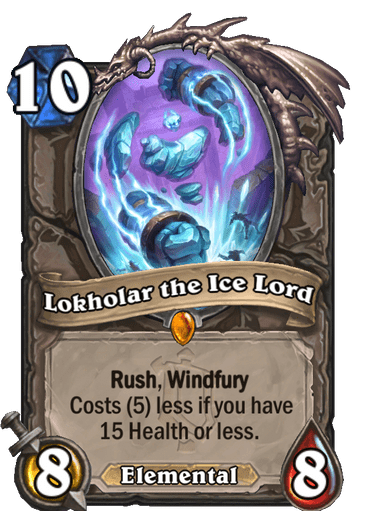 10
Lokholar the Ice Lord
Rush, Windfury
Costs (5) less if you have
15 Health or less.
8
Elemental
8